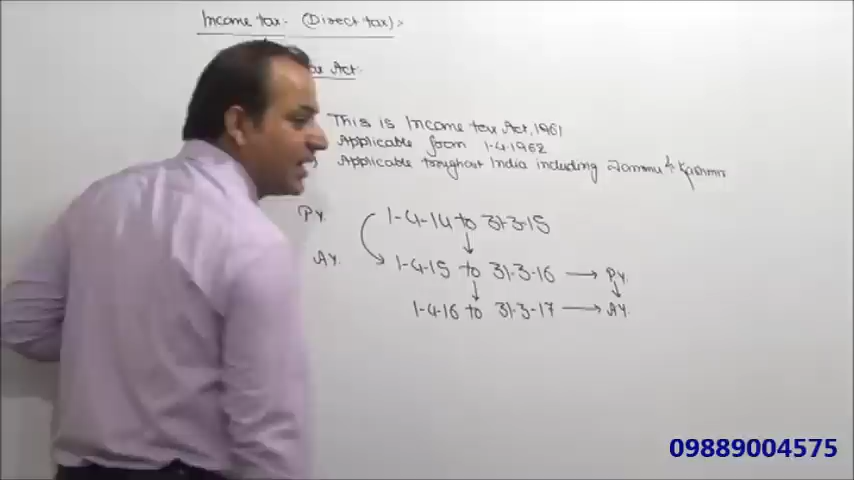 Income tax:- (Direct tax):-
Act:-
This is Income tax Act, 1961
Applicable from 1-4-1962
) Applicable troughout India including Jammu & Kashmir
P.Y. 1-4-14 to 31-3-15
A.Y. 1-4-15 to 31-3-16 → P.Y.
1-4-16 to 31-3-17 → A.Y.
09889004575